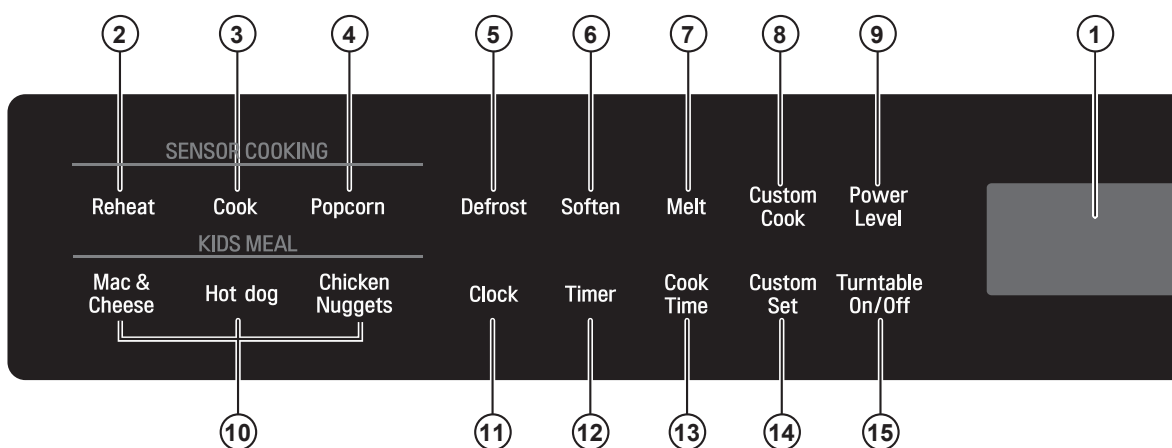 2 3 4 5 6 7 8 9 1
SENSOR COOKING
Reheat Cook Popcorn Defrost Soften Melt Custom Cook Power Level
KIDS MEAL
Mac & Cheese Hot dog Chicken Nuggets Clock Timer Cook Time Custom Set Turntable On/Off
10 11 12 13 14 15